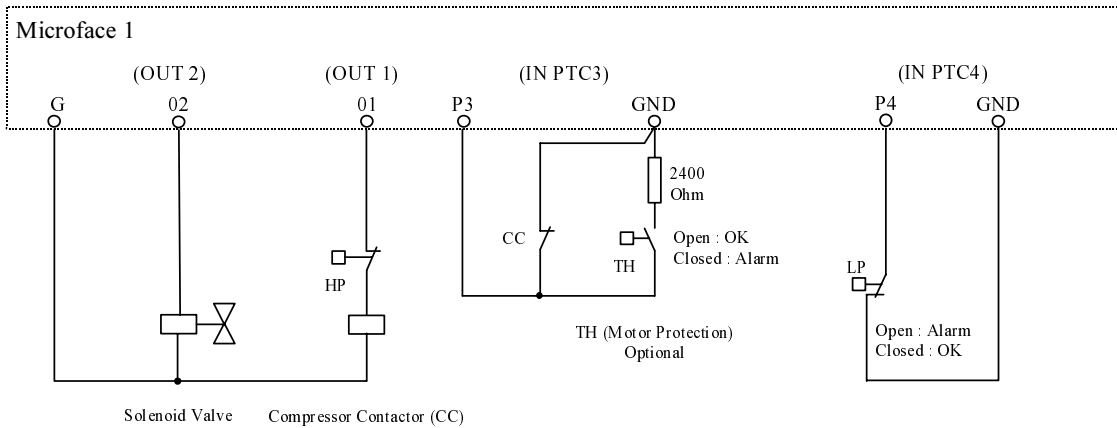 Microface 1
(OUT 2)
(OUT 1)
(IN PTC3)
(IN PTC4)
G
02
01
P3
GND
P4
GND
2400
Ohm
CC
TH
Open : OK
Closed : Alarm
HP
LP
TH (Motor Protection)
Optional
Open : Alarm
Closed : OK
Solenoid Valve
Compressor Contactor (CC)